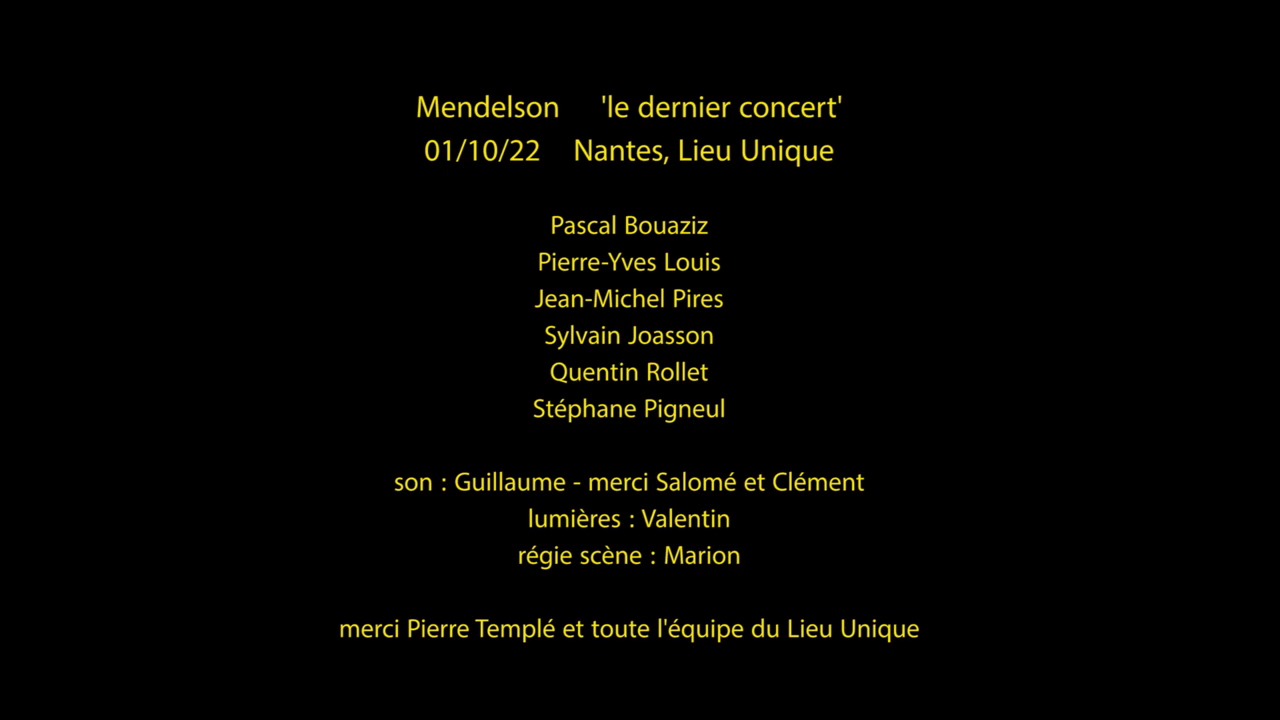 Mendelson 'le dernier concert'
01/10/22 Nantes, Lieu Unique
Pascal Bouaziz
Pierre-Yves Louis
Jean-Michel Pires
Sylvain Joasson
Quentin Rollet
Stéphane Pigneul
son : Guillaume - merci Salomé et Clément
lumières : Valentin
régie scène : Marion
merci Pierre Templé et toute l'équipe du Lieu Unique